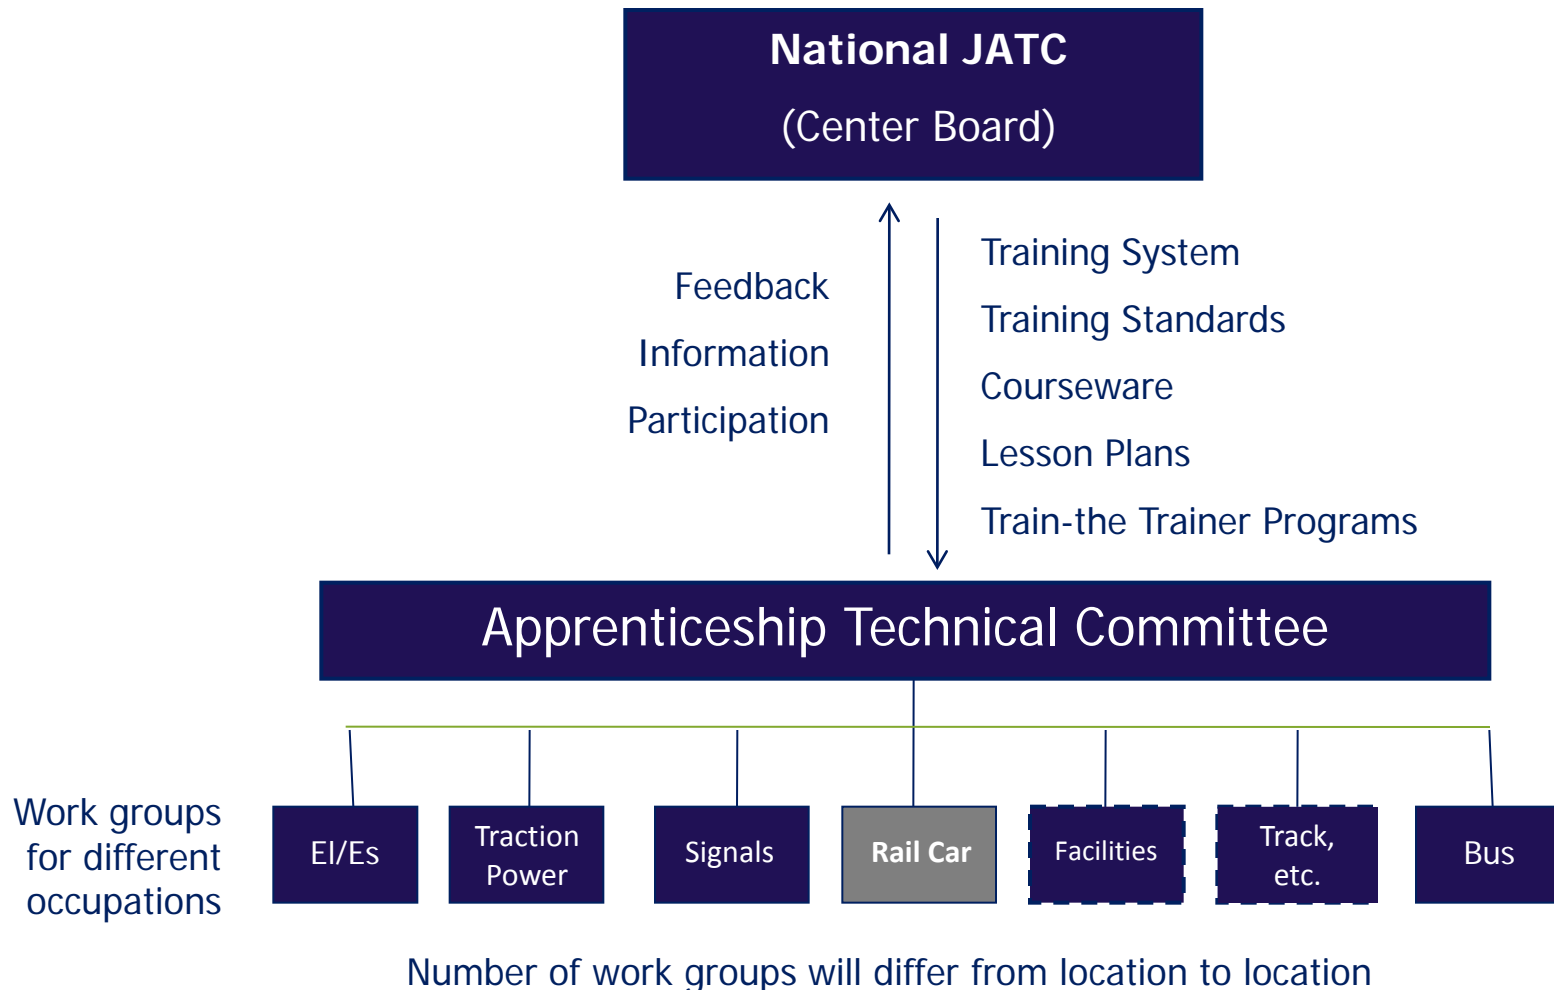 National JATC
(Center Board)
Feedback
Information
Participation
Training System
Training Standards
Courseware
Lesson Plans
Train-the Trainer Programs
Apprenticeship Technical Committee
Work groups
for different
occupations
El/Es
Traction
Power
Signals
Rail Car
Facilities
Track,
etc.
Bus
Number of work groups will differ from location to location